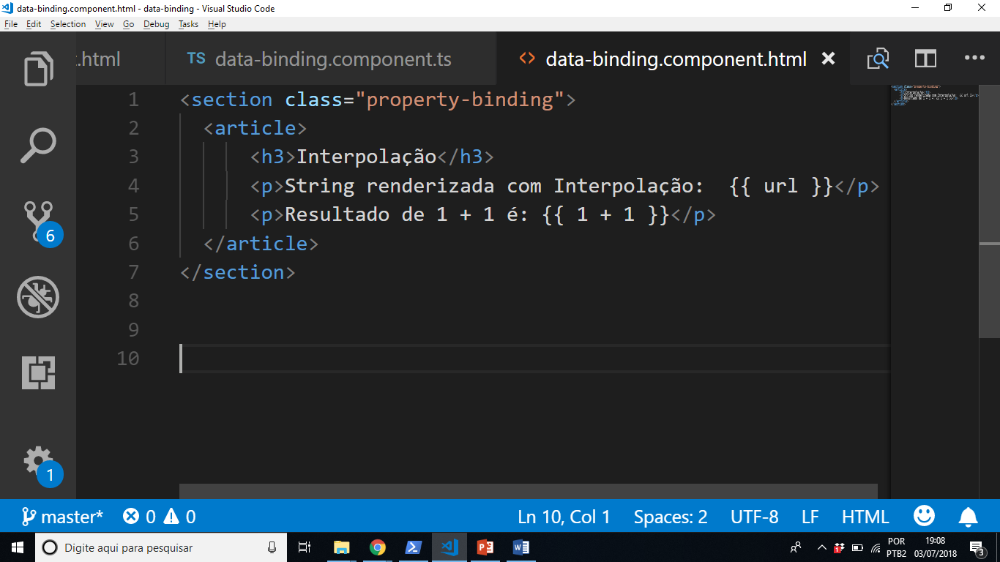 data-binding.component.html - data-binding - Visual Studio Code
File Edit Selection View Go Debug Tasks Help
.html TS data-binding.component.ts <> data-binding.component.html
1 <section class="property-binding">
2 <article>
3 <h3>Interpolação</h3>
4 <p>String renderizada com Interpolação:  {{ url }}</p>
5 <p>Resultado de 1 + 1 é: {{ 1 + 1 }}</p>
6 </article>
7 </section>
8
9
10
6
1
master* 0 0 Ln 10, Col 1 Spaces: 2 UTF-8 LF HTML
Digite aqui para pesquisar
POR 19:08
PTB2 03/07/2018 3